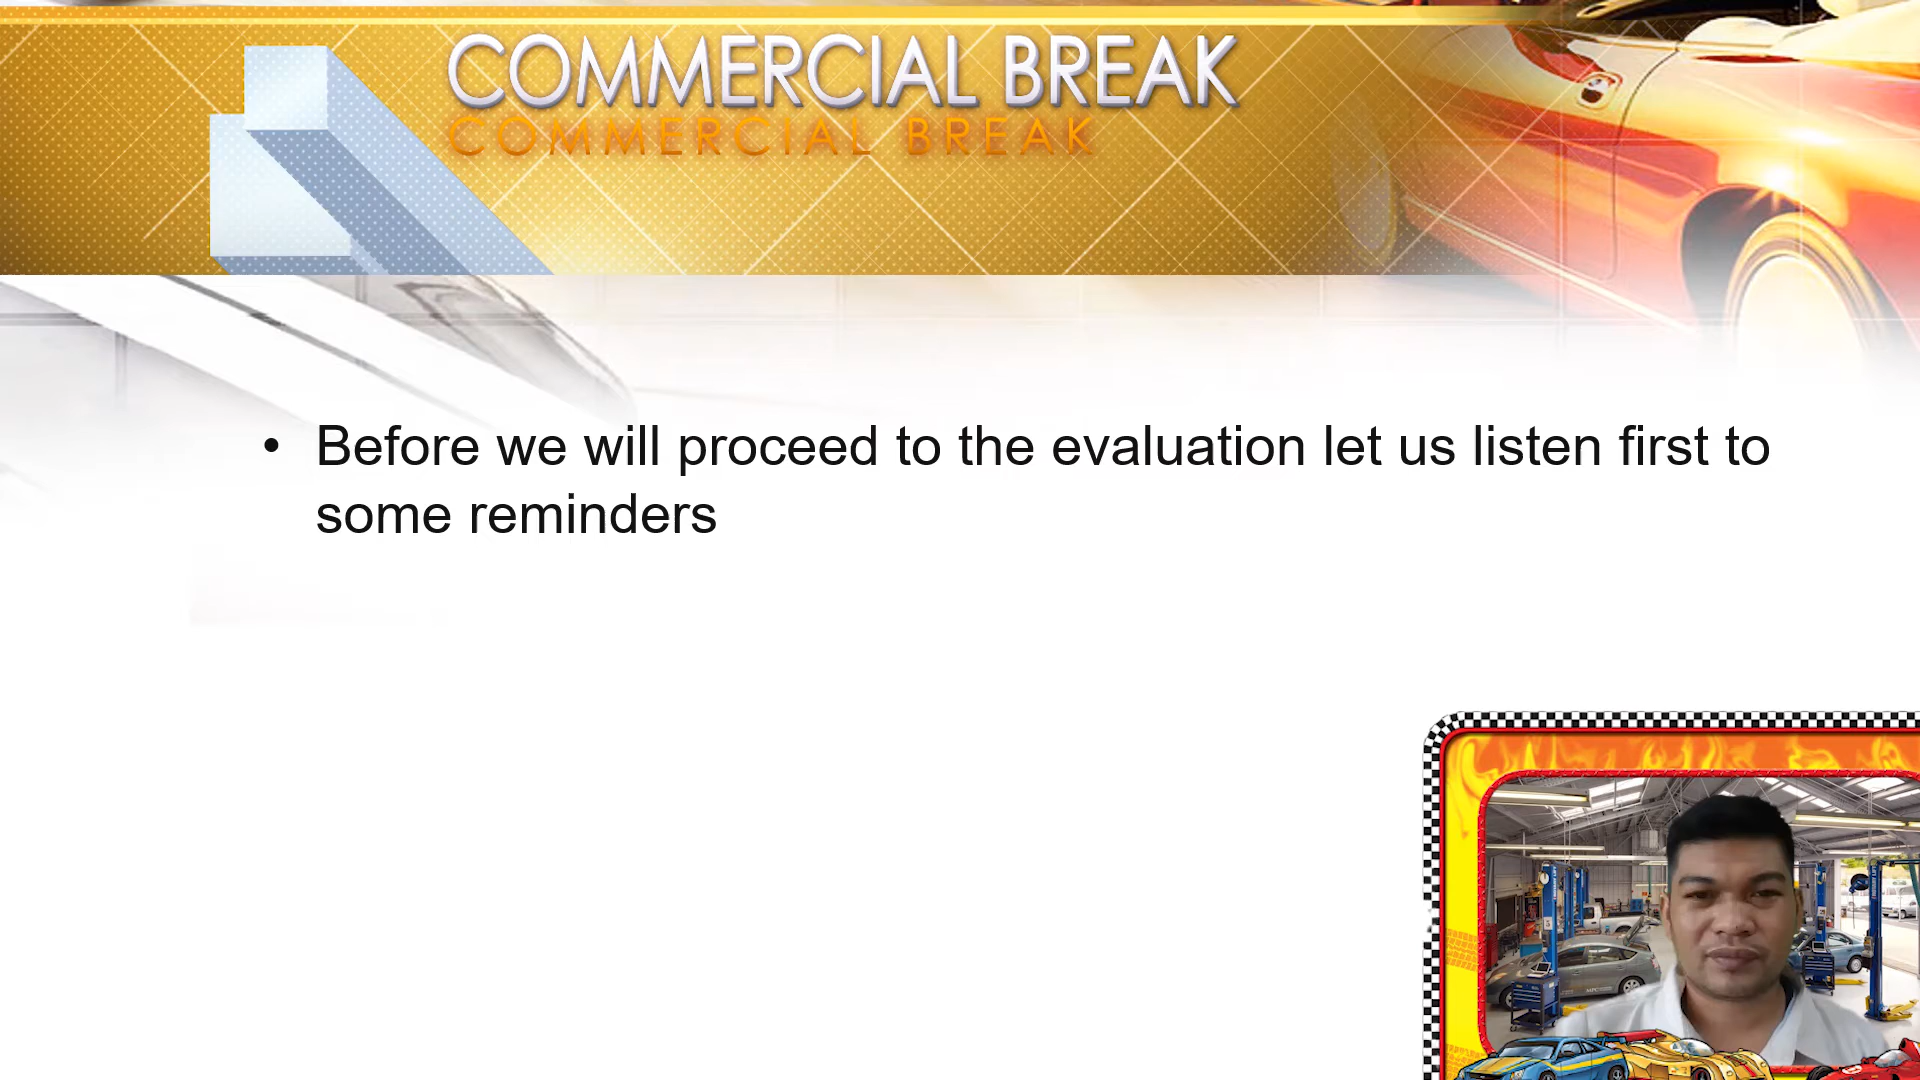 COMMERCIAL BREAK
COMMERCIAL BREAK
• Before we will proceed to the evaluation let us listen first to
some reminders